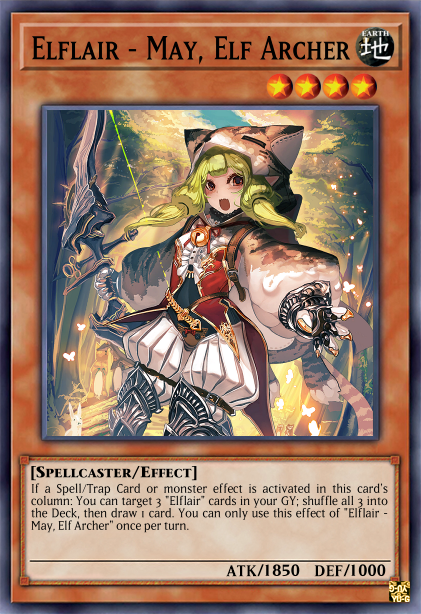 Elflair - May, Elf Archer
EARTH
地
[Spellcaster/Effect]
If a Spell/Trap Card or monster effect is activated in this card's
column: You can target 3 "Elflair" cards in your GY; shuffle all 3 into
the Deck, then draw 1 card. You can only use this effect of "Elflair -
May, Elf Archer" once per turn.
ATK/1850 DEF/1000